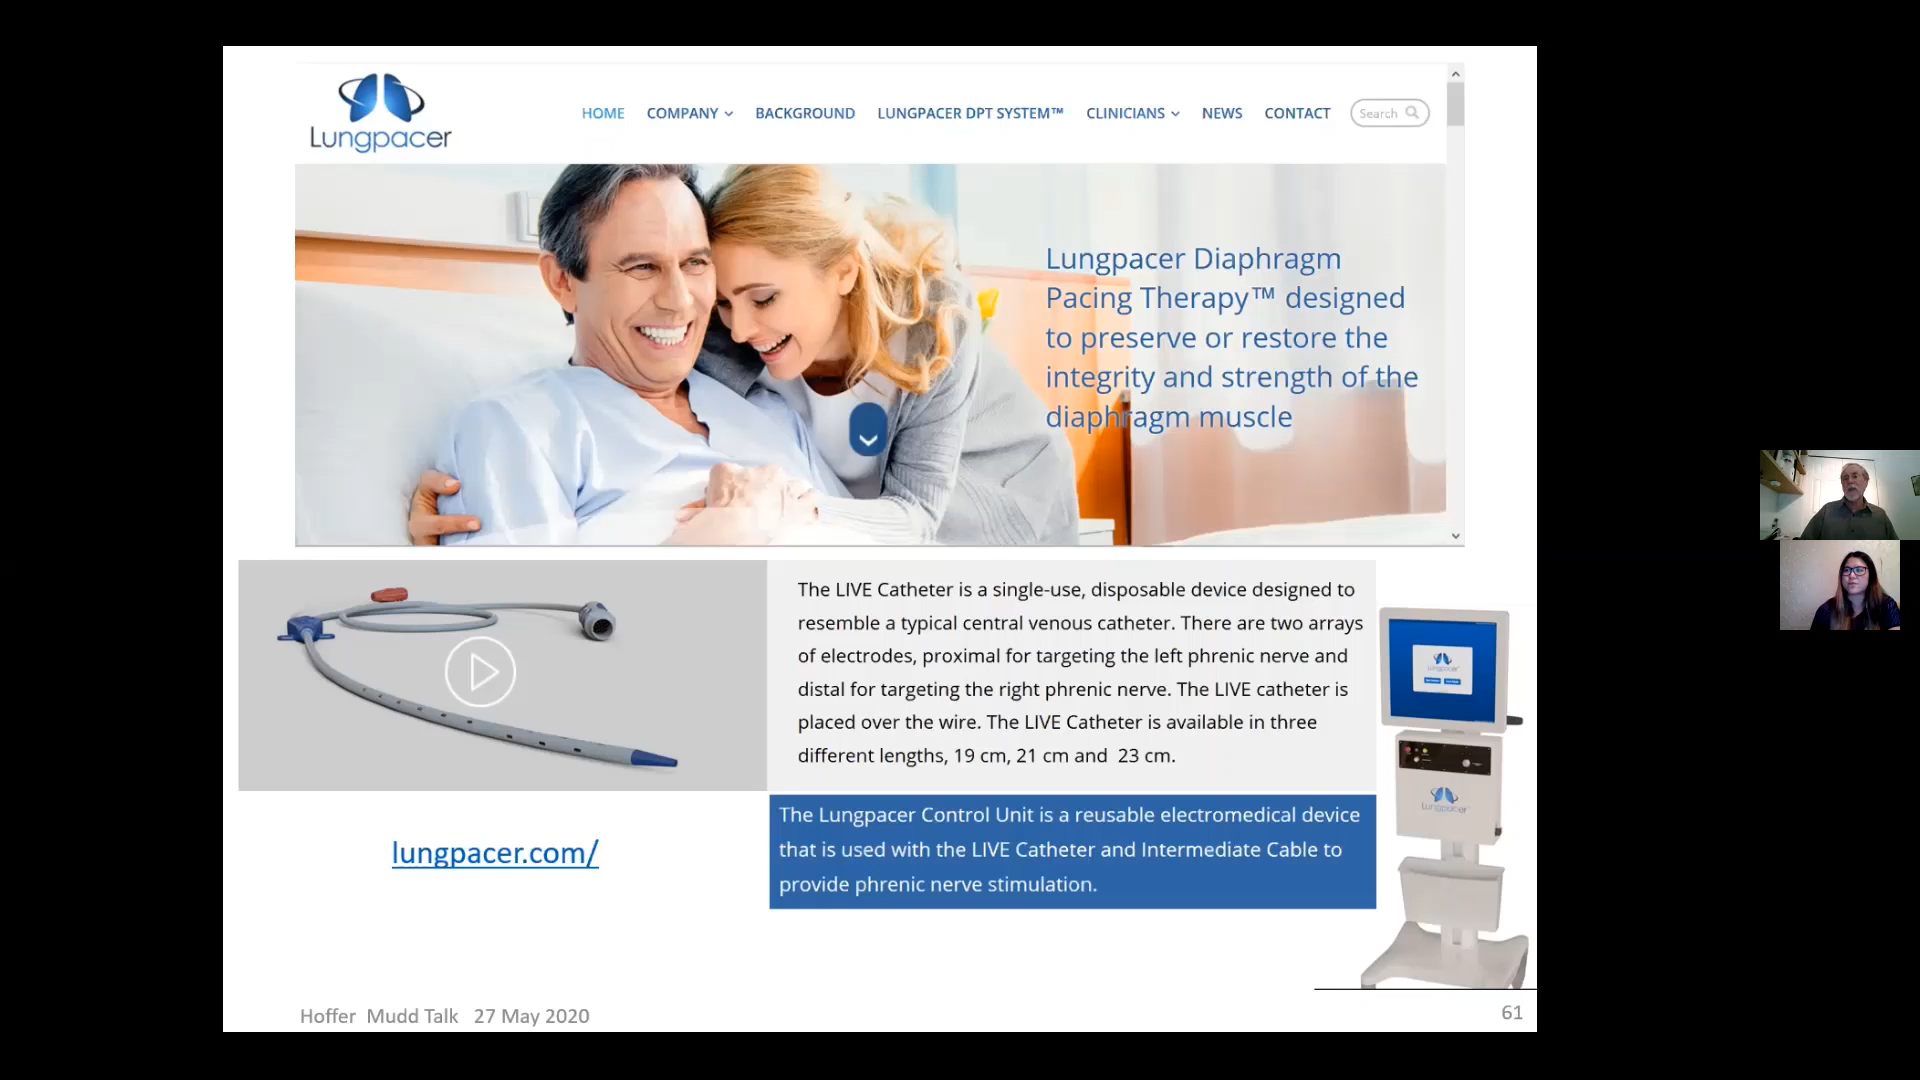 Lungpacer
HOME COMPANY BACKGROUND LUNGPACER DPT SYSTEM™ CLINICIANS NEWS CONTACT Search
Lungpacer Diaphragm
Pacing Therapy™ designed
to preserve or restore the
integrity and strength of the
diaphragm muscle
The LIVE Catheter is a single-use, disposable device designed to
resemble a typical central venous catheter. There are two arrays
of electrodes, proximal for targeting the left phrenic nerve and
distal for targeting the right phrenic nerve. The LIVE catheter is
placed over the wire. The LIVE Catheter is available in three
different lengths, 19 cm, 21 cm and 23 cm.
The Lungpacer Control Unit is a reusable electromedical device
that is used with the LIVE Catheter and Intermediate Cable to
provide phrenic nerve stimulation.
Lungpacer
Lungpacer
lungpacer.com/
Hoffer Mudd Talk 27 May 2020
61